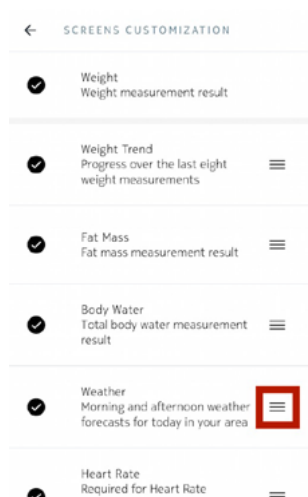 SCREENS CUSTOMIZATION
Weight
Weight measurement result
Weight Trend
Progress over the last eight
weight measurements
Fat Mass
Fat mass measurement result
Body Water
Total body water measurement
result
Weather
Morning and afternoon weather
forecasts for today in your area
Heart Rate
Required for Heart Rate